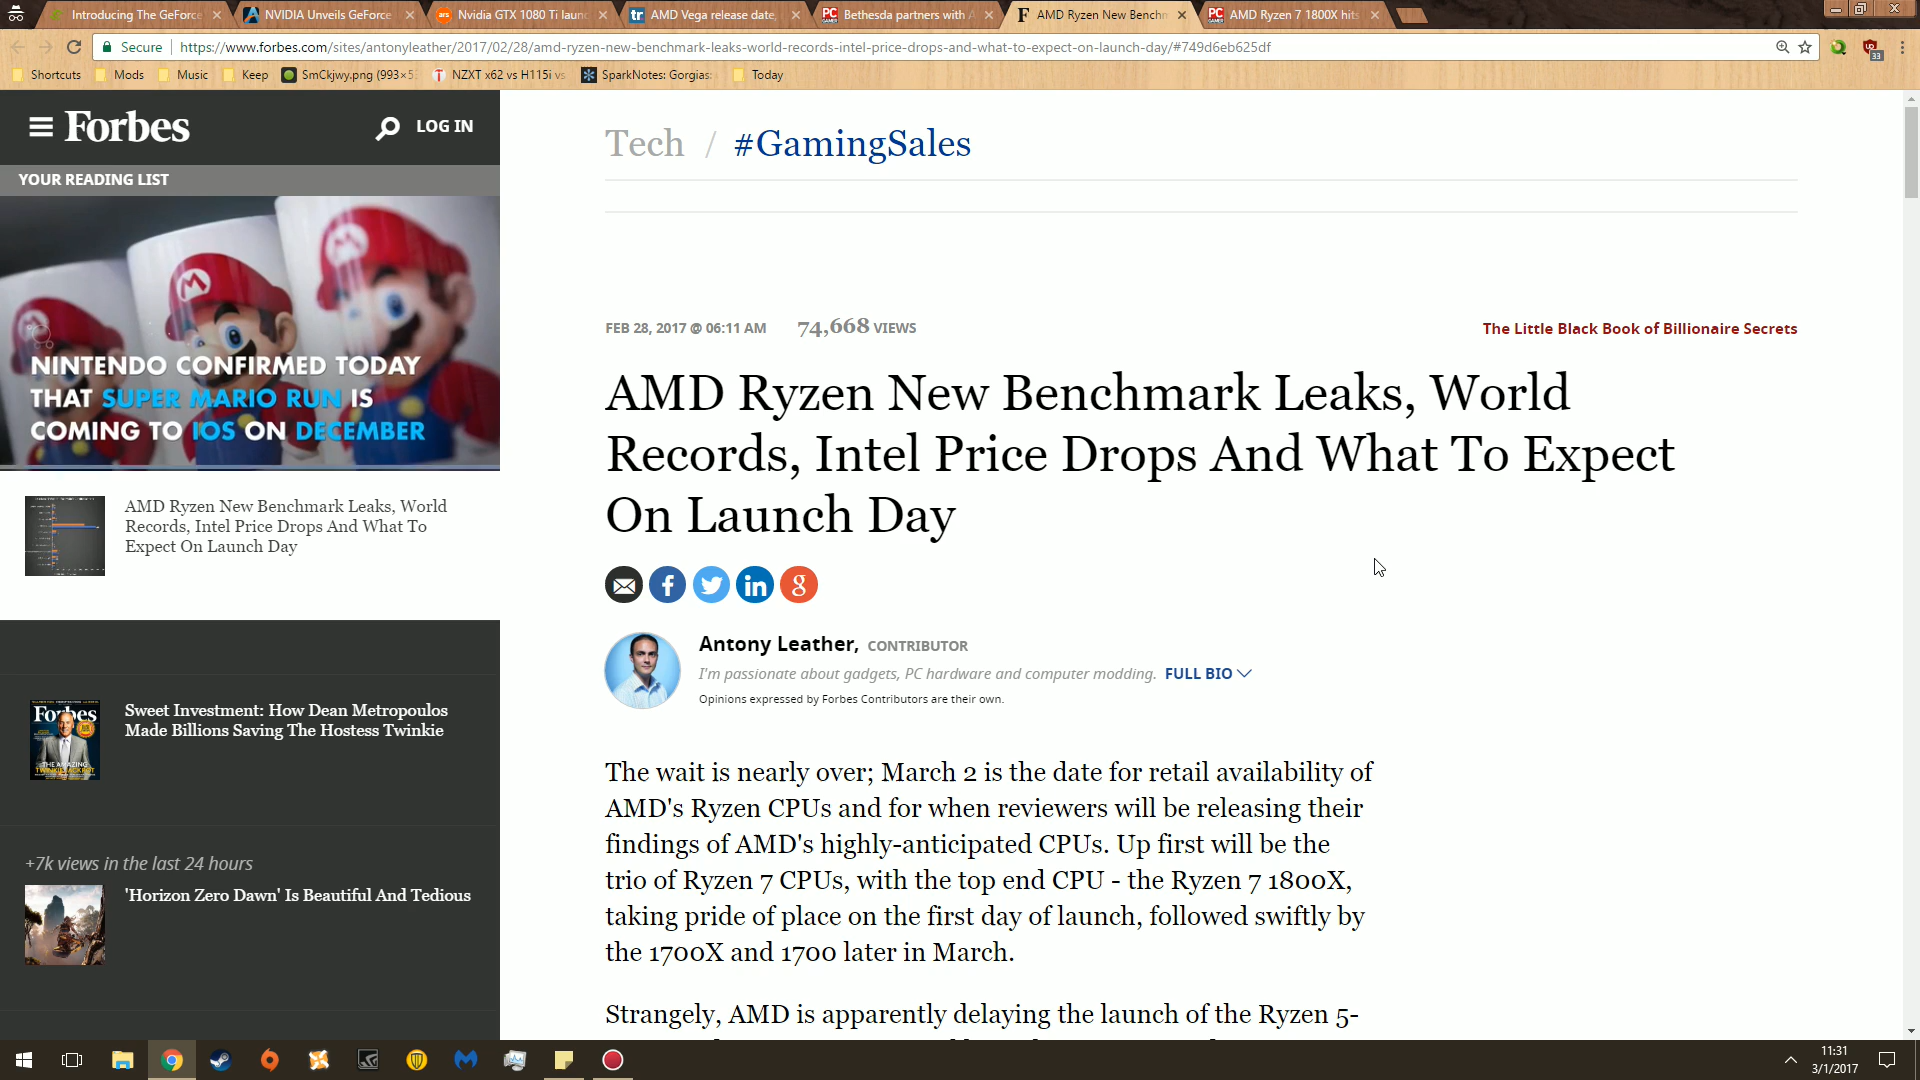 Introducing The GeForce
NVIDIA Unveils GeForce
Nvidia GTX 1080 Ti laun
AMD Vega release date,
Bethesda partners with A
AMD Ryzen New Benchm
AMD Ryzen 7 1800X hits
Secure
https://www.forbes.com/sites/antonyleather/2017/02/28/amd-ryzen-new-benchmark-leaks-world-records-intel-price-drops-and-what-to-expect-on-launch-day/#749d6eb625df
33
Shortcuts
Mods
Music
Keep
SmCkjwy.png (993×5
NZXT x62 vs H115i vs
SparkNotes: Gorgias:
Today
Forbes
LOG IN
YOUR READING LIST
NINTENDO CONFIRMED TODAY
THAT SUPER MARIO RUN IS
COMING TO IOS ON DECEMBER
AMD Ryzen New Benchmark Leaks, World
Records, Intel Price Drops And What To
Expect On Launch Day
Forbes
Sweet Investment: How Dean Metropoulos
Made Billions Saving The Hostess Twinkie
+7k views in the last 24 hours
'Horizon Zero Dawn' Is Beautiful And Tedious
Tech / #GamingSales
FEB 28, 2017 @ 06:11 AM
74,668 VIEWS
The Little Black Book of Billionaire Secrets
AMD Ryzen New Benchmark Leaks, World
Records, Intel Price Drops And What To Expect
On Launch Day
Antony Leather, CONTRIBUTOR
I'm passionate about gadgets, PC hardware and computer modding. FULL BIO
Opinions expressed by Forbes Contributors are their own.
The wait is nearly over; March 2 is the date for retail availability of
AMD's Ryzen CPUs and for when reviewers will be releasing their
findings of AMD's highly-anticipated CPUs. Up first will be the
trio of Ryzen 7 CPUs, with the top end CPU - the Ryzen 7 1800X,
taking pride of place on the first day of launch, followed swiftly by
the 1700X and 1700 later in March.
Strangely, AMD is apparently delaying the launch of the Ryzen 5-
11:31
3/1/2017